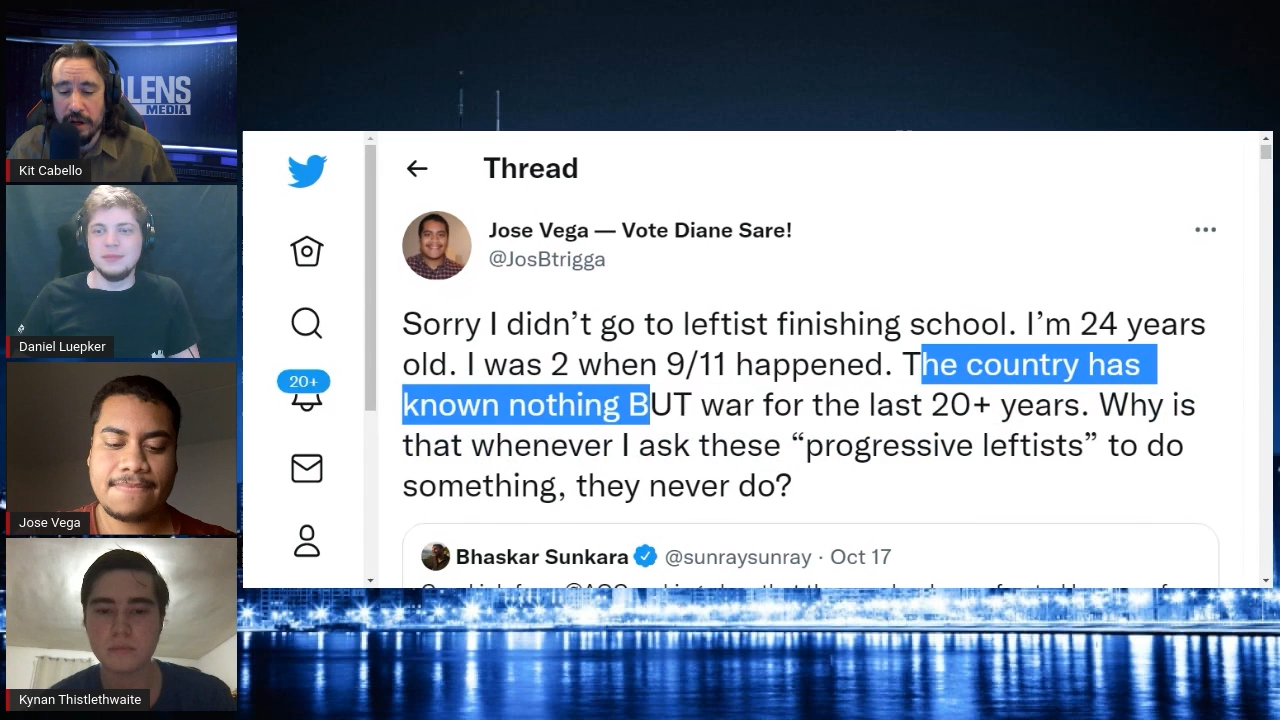 LENS
MEDIA
Kit Cabello
Daniel Luepker
Jose Vega
Kynan Thistlethwaite
20+
Thread
Jose Vega — Vote Diane Sare!
@JosBtrigga
Sorry I didn’t go to leftist finishing school. I’m 24 years
old. I was 2 when 9/11 happened. The country has
known nothing BUT war for the last 20+ years. Why is
that whenever I ask these “progressive leftists” to do
something, they never do?
Bhaskar Sunkara @sunraysunray · Oct 17